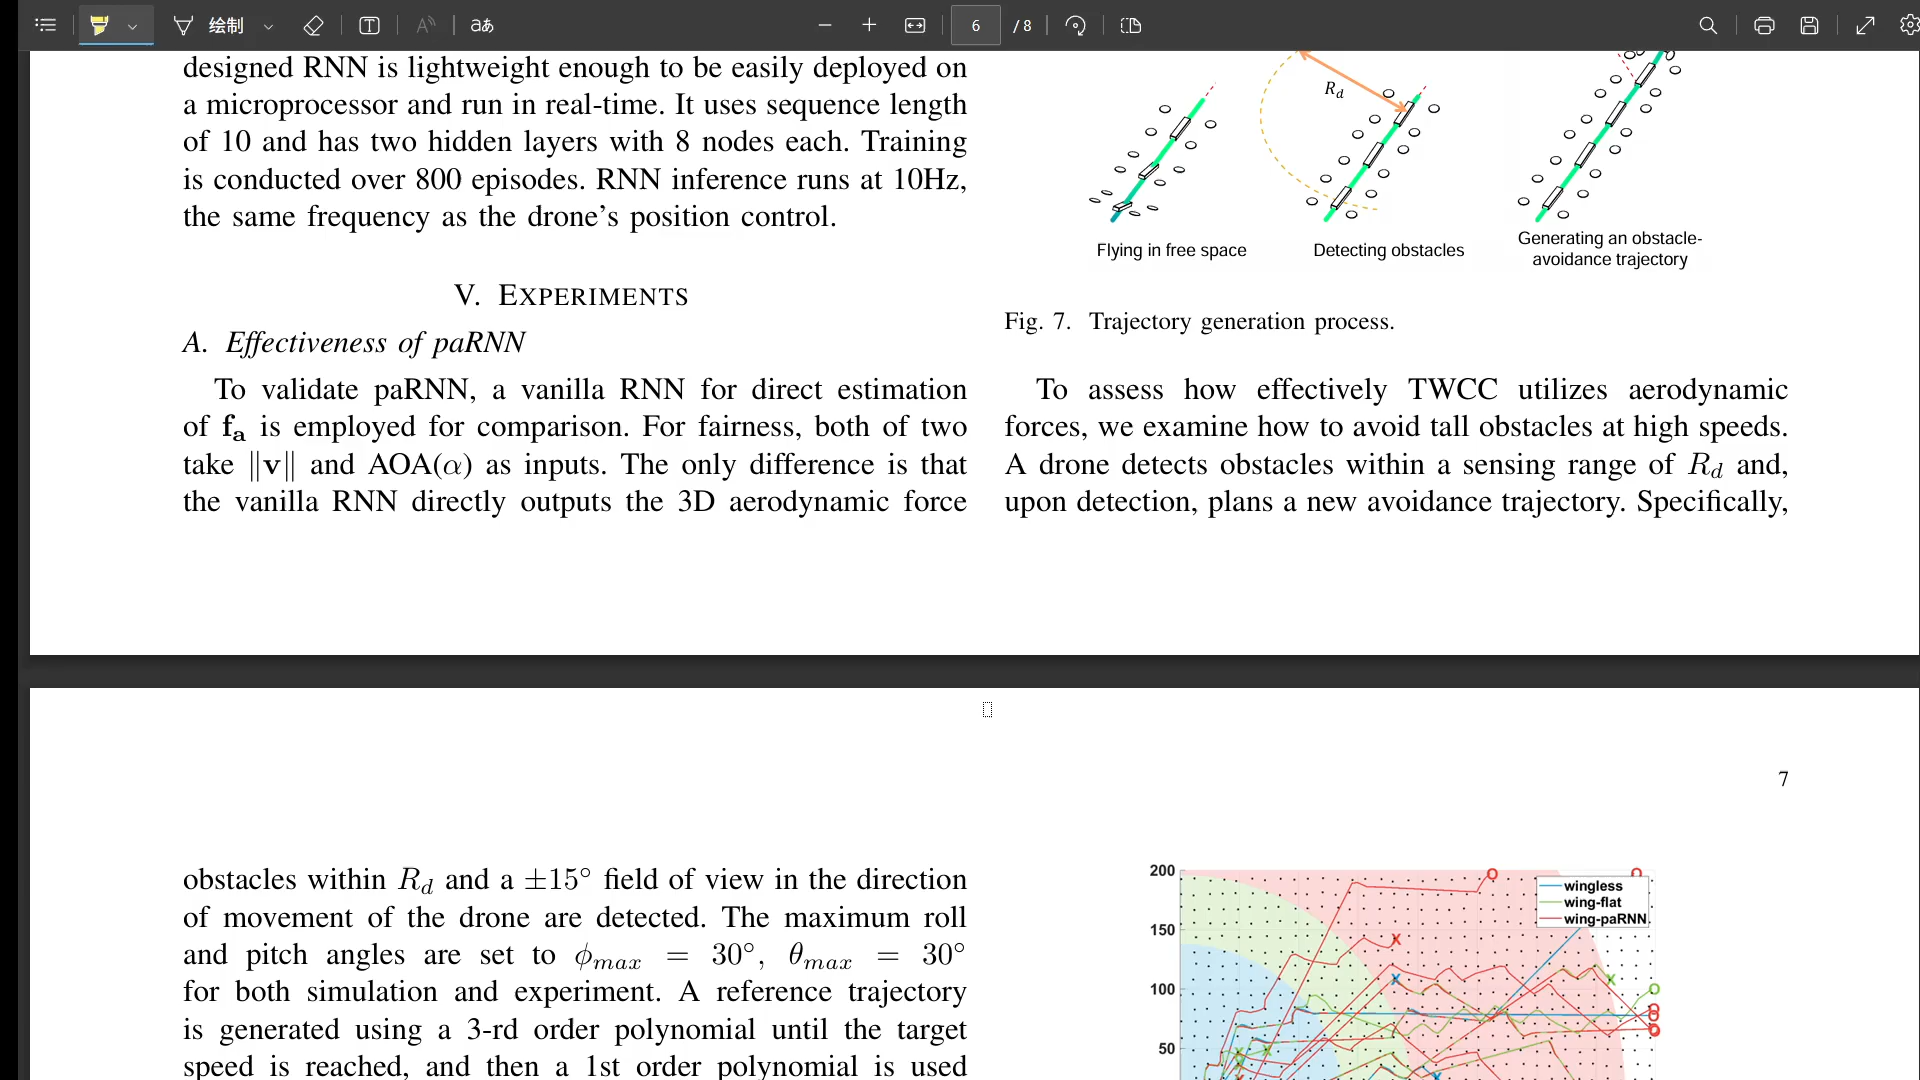 绘制
aあ
6
/ 8
designed RNN is lightweight enough to be easily deployed on
a microprocessor and run in real-time. It uses sequence length
of 10 and has two hidden layers with 8 nodes each. Training
is conducted over 800 episodes. RNN inference runs at 10Hz,
the same frequency as the drone's position control.
V. EXPERIMENTS
A. Effectiveness of paRNN
To validate paRNN, a vanilla RNN for direct estimation
of fₐ is employed for comparison. For fairness, both of two
take ‖v‖ and AOA(α) as inputs. The only difference is that
the vanilla RNN directly outputs the 3D aerodynamic force
R_d
Flying in free space
Detecting obstacles
Generating an obstacle-
avoidance trajectory
Fig. 7. Trajectory generation process.
To assess how effectively TWCC utilizes aerodynamic
forces, we examine how to avoid tall obstacles at high speeds.
A drone detects obstacles within a sensing range of R_d and,
upon detection, plans a new avoidance trajectory. Specifically,
7
obstacles within R_d and a ±15° field of view in the direction
of movement of the drone are detected. The maximum roll
and pitch angles are set to ϕ_max = 30°, θ_max = 30°
for both simulation and experiment. A reference trajectory
is generated using a 3-rd order polynomial until the target
speed is reached, and then a 1st order polynomial is used
200
150
100
50
wingless
wing-flat
wing-paRNN